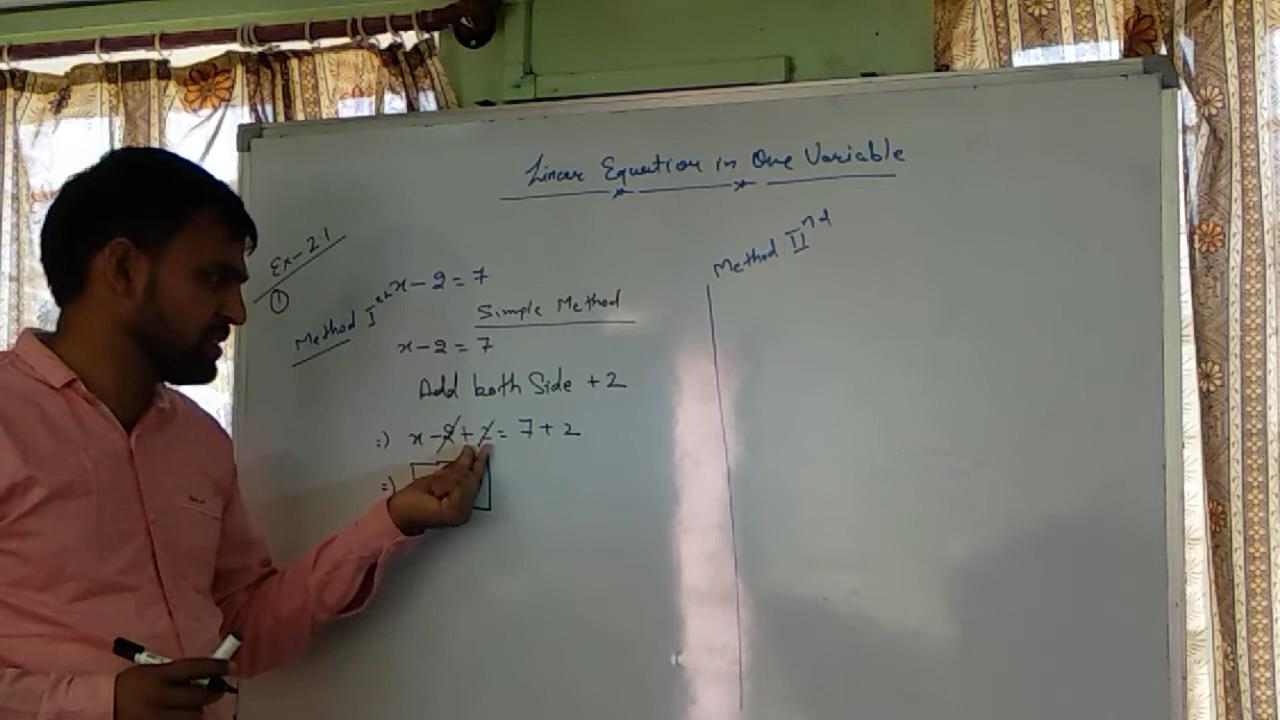 Linear Equation in One Variable
Ex-2.1
① x-2=7
Method Iˢᵗ
Simple Method
x-2=7
Add both Side +2
:) x-2+2=7+2
=)
Method IIⁿᵈ